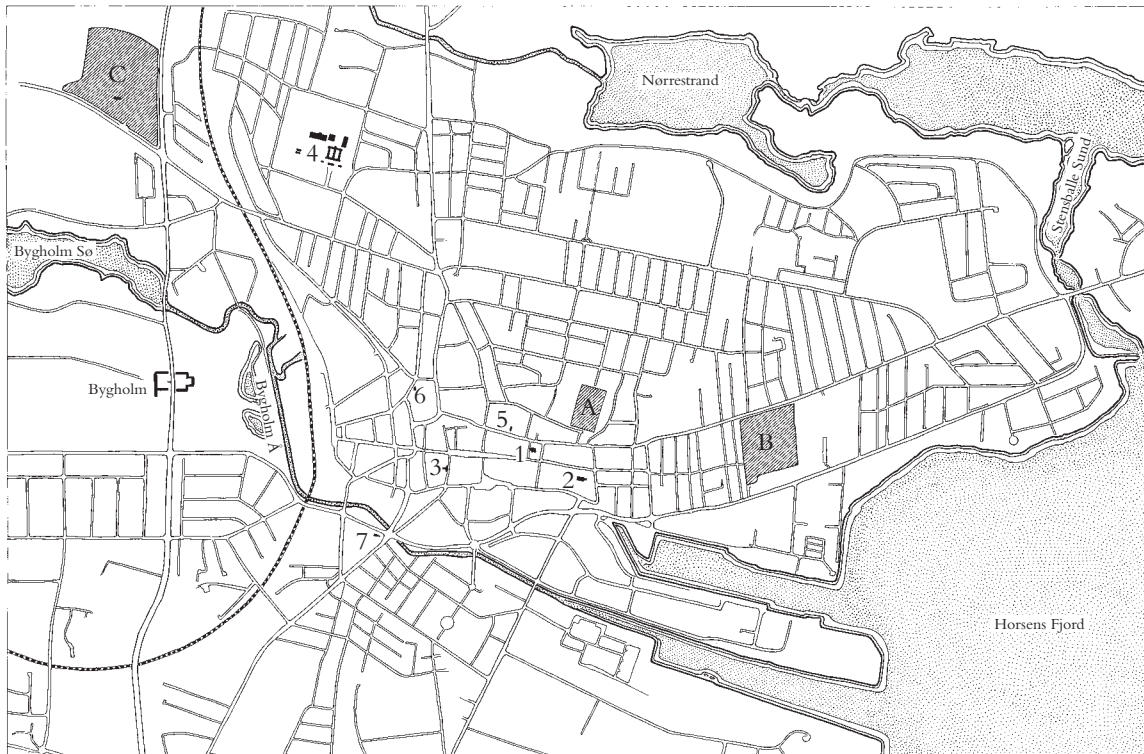 C
Nørrestrand
4
Stensballe Sund
Bygholm Sø
Bygholm
Bygholm Å
6
A
5
B
1
3
2
7
Horsens Fjord